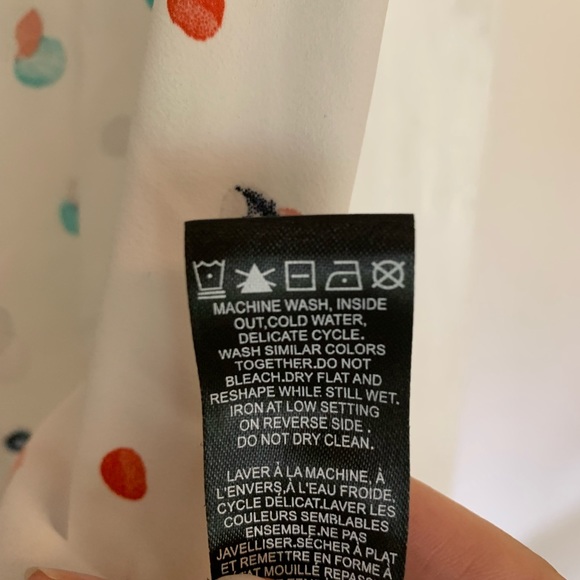 MACHINE WASH, INSIDE
OUT,COLD WATER,
DELICATE CYCLE.
WASH SIMILAR COLORS
TOGETHER.DO NOT
BLEACH.DRY FLAT AND
RESHAPE WHILE STILL WET.
IRON AT LOW SETTING
ON REVERSE SIDE .
DO NOT DRY CLEAN.
LAVER À LA MACHINE, À
L'ENVERS,À L'EAU FROIDE,
CYCLE DÉLICAT.LAVER LES
COULEURS SEMBLABLES
ENSEMBLE.NE PAS
JAVELLISER.SÉCHER À PLAT
ET REMETTRE EN FORME À
MOUILLÉ REPASS